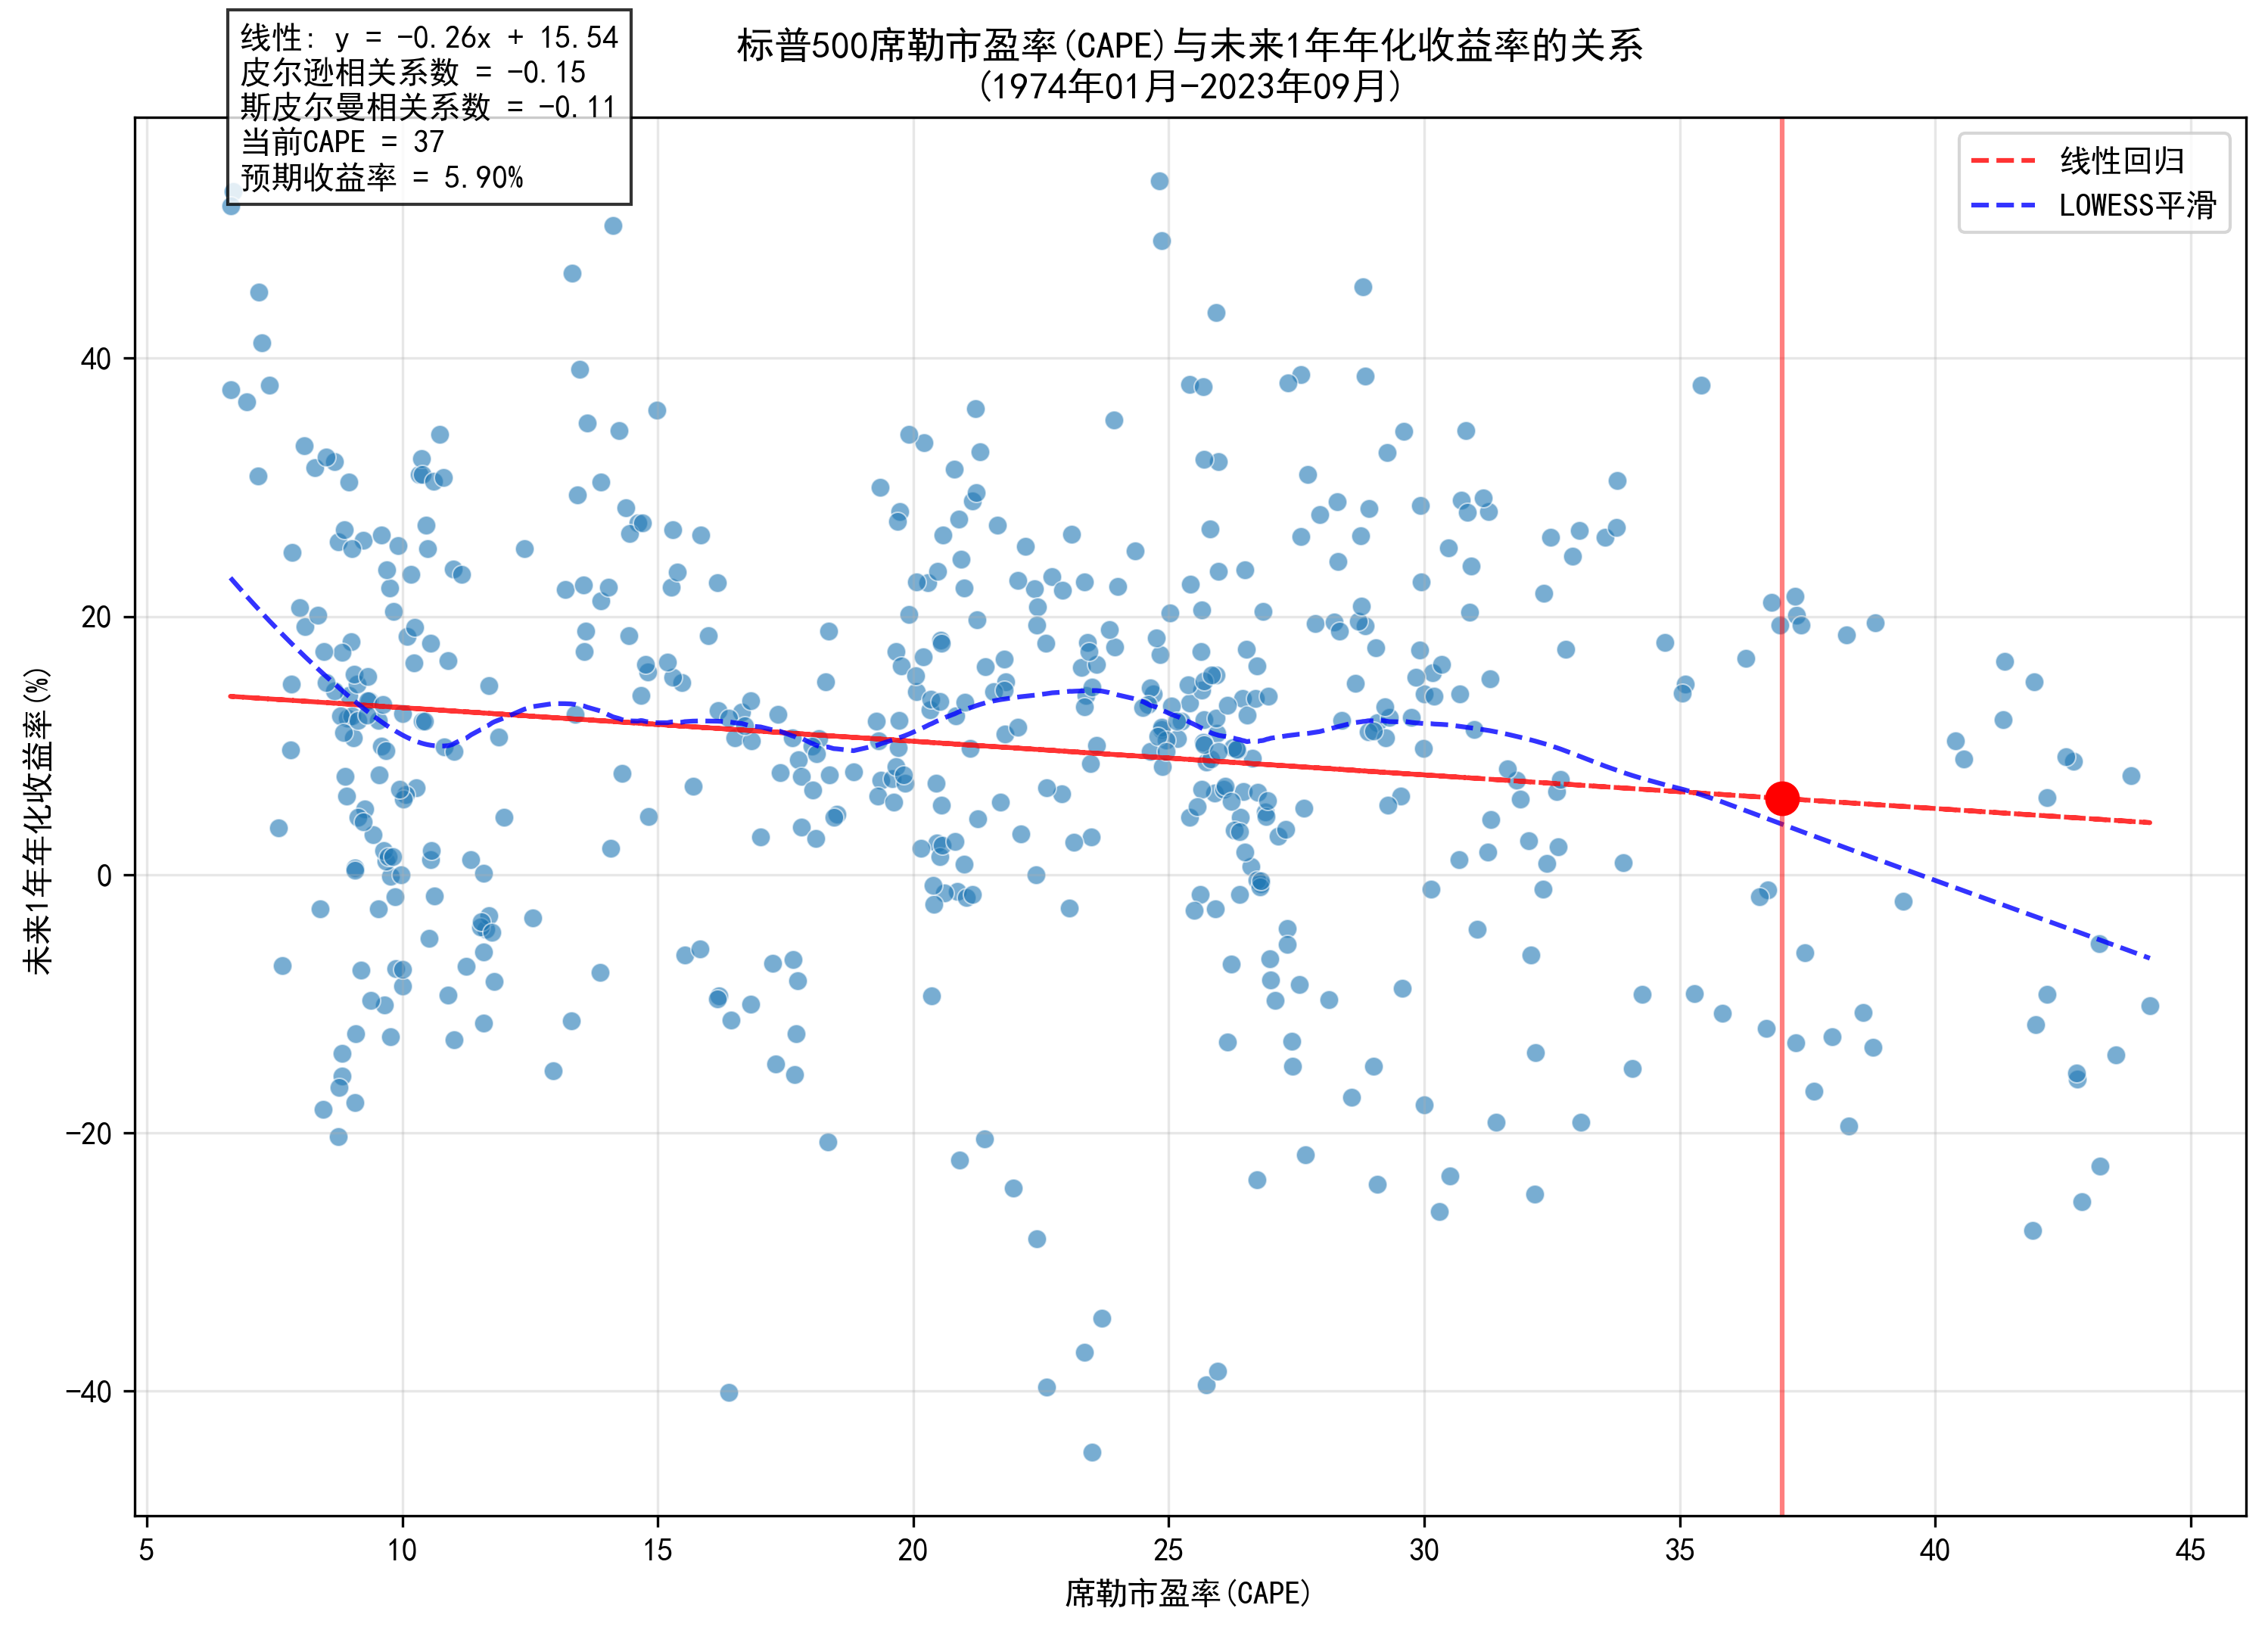 标普500席勒市盈率(CAPE)与未来1年年化收益率的关系
(1974年01月-2023年09月)
线性: y = -0.26x + 15.54
皮尔逊相关系数 = -0.15
斯皮尔曼相关系数 = -0.11
当前CAPE = 37
预期收益率 = 5.90%
线性回归
LOWESS平滑
未来1年年化收益率(%)
40
20
0
-20
-40
5 10 15 20 25 30 35 40 45
席勒市盈率(CAPE)